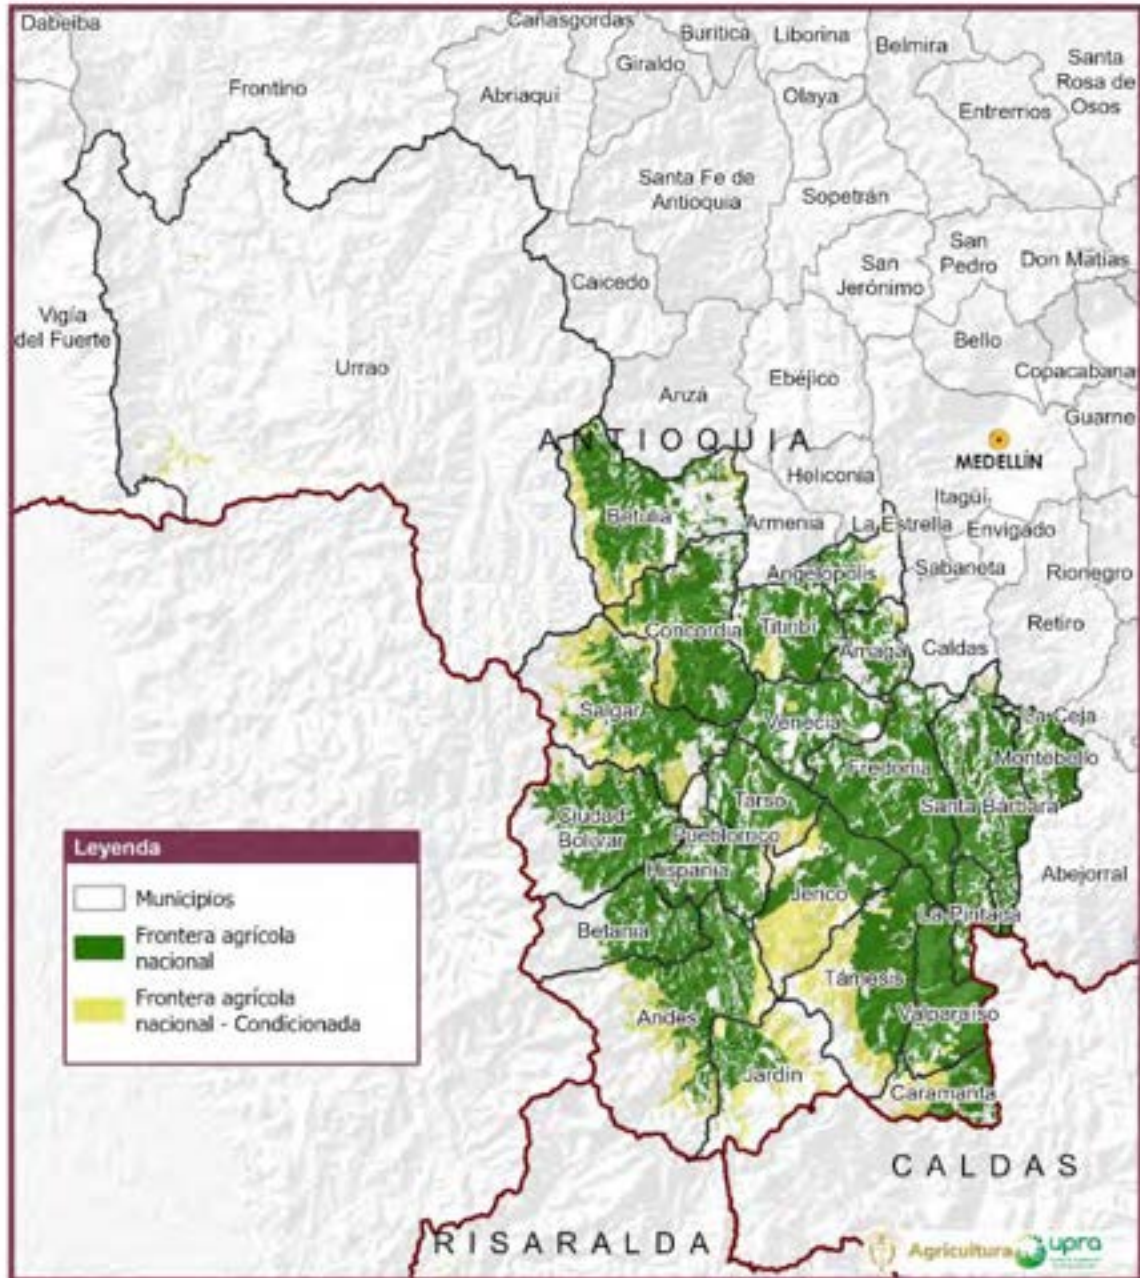 Dabeiba
Cañasgordas
Buriticá
Liborina
Belmira
Santa
Rosa de
Osos
Frontino
Giraldo
Abriaquí
Olaya
Entrerrios
Santa Fe de
Antioquia
Sopetrán
San
Pedro
Don Matías
San
Jerónimo
Caicedo
Vigía
del Fuerte
Urrao
Bello
Copacabana
Ebéjico
Anzá
Guarne
ANTIOQUIA
MEDELLÍN
Heliconia
Itagüí
Betulia
Armenia
La Estrella
Envigado
Angelópolis
Sabaneta
Rionegro
Concordia
Titiribí
Amagá
Caldas
Retiro
Salgar
Venecia
La Ceja
Fredonia
Montebello
Tarso
Santa Bárbara
Ciudad
Bolívar
Pueblorrico
Hispania
Jericó
Abejorral
La Pintada
Betania
Támesis
Andes
Valparaíso
Jardín
Caramanta
Leyenda
Municipios
Frontera agrícola
nacional
Frontera agrícola
nacional - Condicionada
CALDAS
RISARALDA
Agricultura
upra